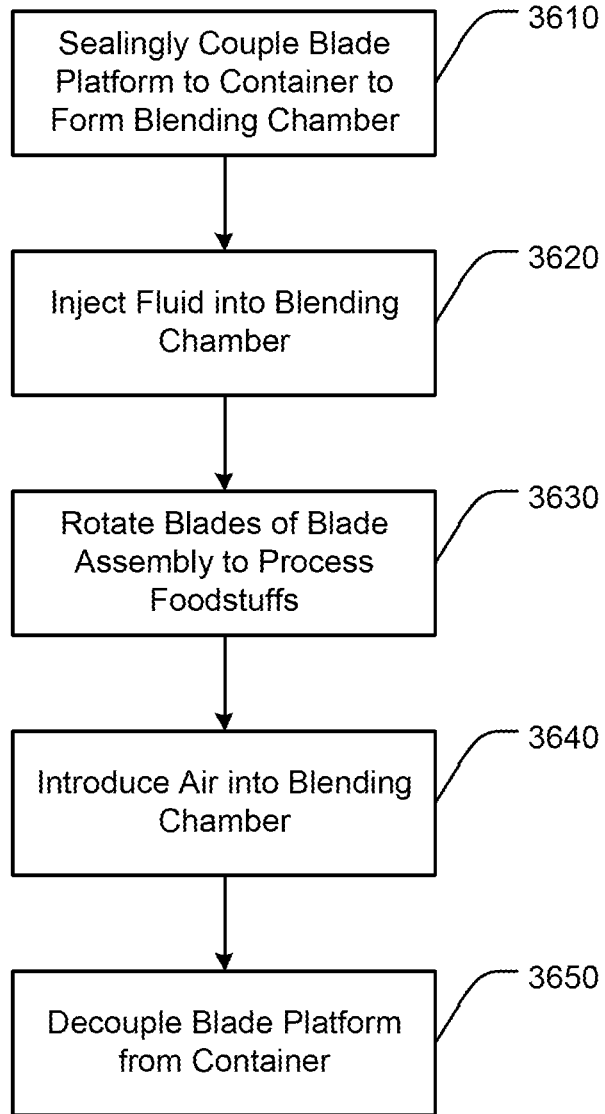 3610
Sealingly Couple Blade
Platform to Container to
Form Blending Chamber
3620
Inject Fluid into Blending
Chamber
3630
Rotate Blades of Blade
Assembly to Process
Foodstuffs
3640
Introduce Air into Blending
Chamber
3650
Decouple Blade Platform
from Container